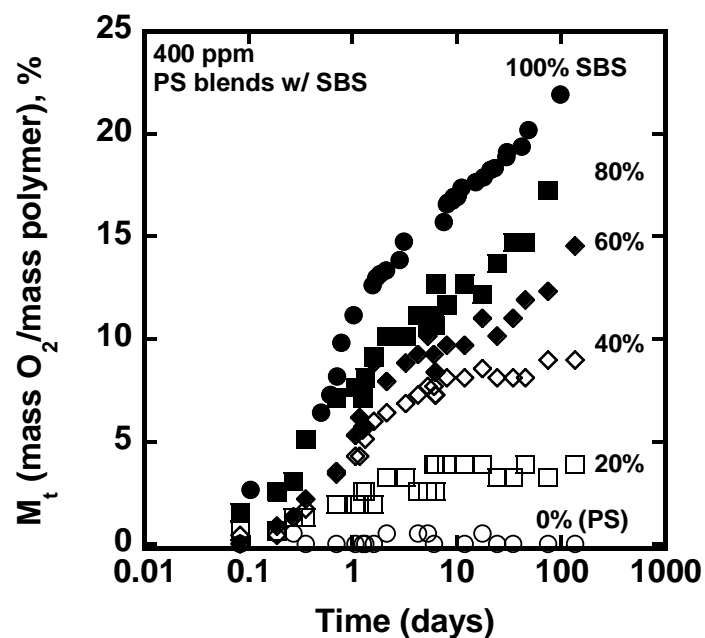 25
20
15
10
5
0
400 ppm
PS blends w/ SBS
100% SBS
80%
60%
40%
20%
0% (PS)
0.01
0.1
1
10
100
1000
Time (days)
M_t (mass O_2/mass polymer), %